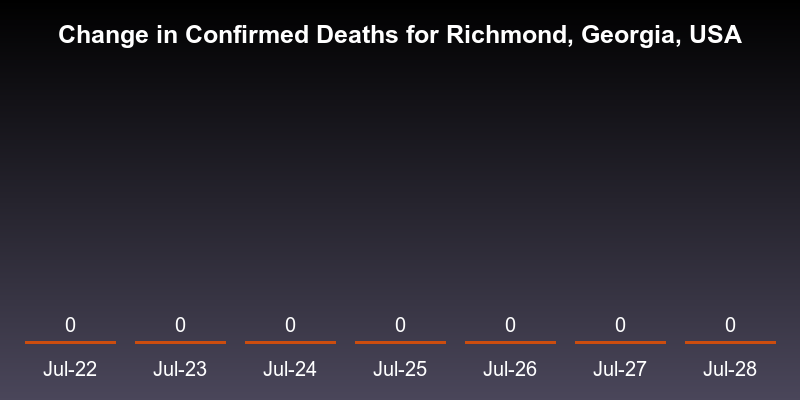 Change in Confirmed Deaths for Richmond, Georgia, USA
0 0 0 0 0 0 0
Jul-22 Jul-23 Jul-24 Jul-25 Jul-26 Jul-27 Jul-28